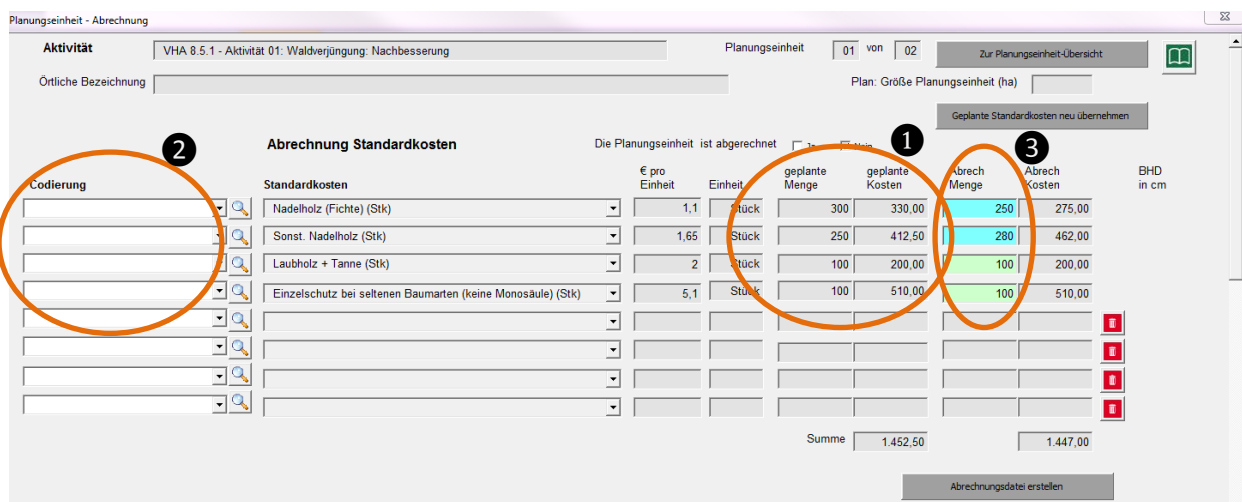 Planungseinheit - Abrechnung
Aktivität VHA 8.5.1 - Aktivität 01: Waldverjüngung: Nachbesserung Planungseinheit 01 von 02 Zur Planungseinheit-Übersicht
Örtliche Bezeichnung Plan: Größe Planungseinheit (ha)
Geplante Standardkosten neu übernehmen
2 Abrechnung Standardkosten Die Planungseinheit ist abgerechnet 1 3
Codierung Standardkosten € pro Einheit Einheit geplante Menge geplante Kosten Abrech Menge Abrech Kosten BHD in cm
Nadelholz (Fichte) (Stk) 1,1 Stück 300 330,00 250 275,00
Sonst. Nadelholz (Stk) 1,65 Stück 250 412,50 280 462,00
Laubholz + Tanne (Stk) 2 Stück 100 200,00 100 200,00
Einzelschutz bei seltenen Baumarten (keine Monosäule) (Stk) 5,1 Stück 100 510,00 100 510,00
Summe 1.452,50 1.447,00
Abrechnungsdatei erstellen